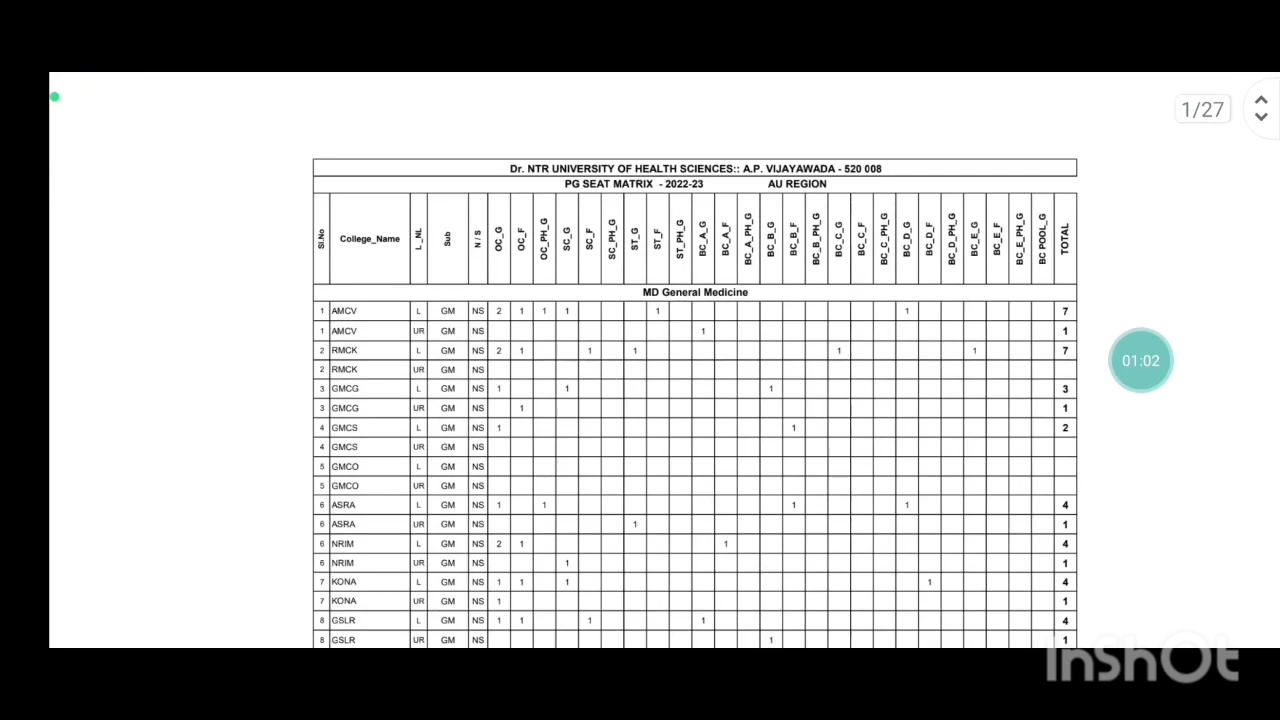 1/27
Dr. NTR UNIVERSITY OF HEALTH SCIENCES:: A.P. VIJAYAWADA - 520 008
PG SEAT MATRIX - 2022-23 AU REGION
Sl.No College_Name L_NL Sub N / S OC_G OC_F OC_PH_G SC_G SC_F SC_PH_G ST_G ST_F ST_PH_G BC_A_G BC_A_F BC_A_PH_G BC_B_G BC_B_F BC_B_PH_G BC_C_G BC_C_F BC_C_PH_G BC_D_G BC_D_F BC_D_PH_G BC_E_G BC_E_F BC_E_PH_G BC POOL_G TOTAL
MD General Medicine
1 AMCV L GM NS 2 1 1 1 1 1 7
1 AMCV UR GM NS 1 1
2 RMCK L GM NS 2 1 1 1 1 1 7
2 RMCK UR GM NS
3 GMCG L GM NS 1 1 1 3
3 GMCG UR GM NS 1 1
4 GMCS L GM NS 1 1 2
4 GMCS UR GM NS
5 GMCO L GM NS
5 GMCO UR GM NS
6 ASRA L GM NS 1 1 1 1 4
6 ASRA UR GM NS 1 1
6 NRIM L GM NS 2 1 1 4
6 NRIM UR GM NS 1 1
7 KONA L GM NS 1 1 1 1 4
7 KONA UR GM NS 1 1
8 GSLR L GM NS 1 1 1 1 4
8 GSLR UR GM NS 1 1
01:02
InShOt